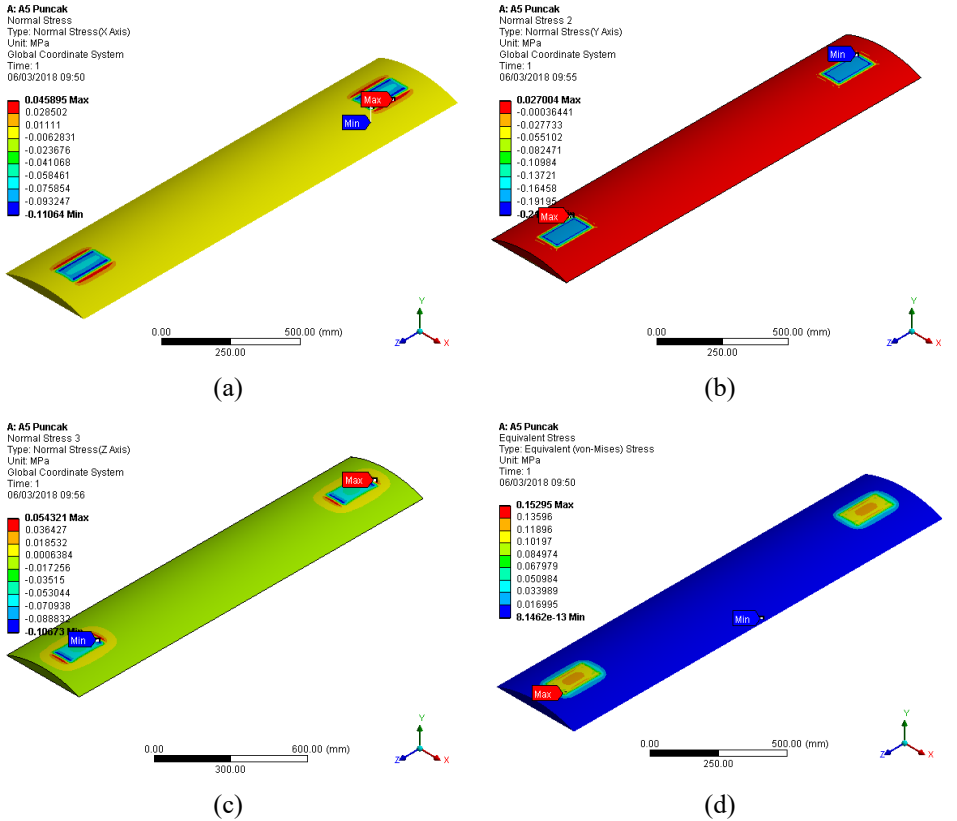 A: A5 Puncak
Normal Stress
Type: Normal Stress(X Axis)
Unit: MPa
Global Coordinate System
Time: 1
06/03/2018 09:50
0.045895 Max
0.028502
0.01111
-0.0062831
-0.023676
-0.041068
-0.058461
-0.075854
-0.093247
-0.11064 Min
Max
Min
0.00
500.00 (mm)
250.00
Y
Z
X
(a)
A: A5 Puncak
Normal Stress 2
Type: Normal Stress(Y Axis)
Unit: MPa
Global Coordinate System
Time: 1
06/03/2018 09:55
0.027004 Max
-0.00036441
-0.027733
-0.055102
-0.082471
-0.10984
-0.13721
-0.16458
-0.19195
Min
Max
0.00
500.00 (mm)
250.00
Y
Z
X
(b)
A: A5 Puncak
Normal Stress 3
Type: Normal Stress(Z Axis)
Unit: MPa
Global Coordinate System
Time: 1
06/03/2018 09:56
0.054321 Max
0.036427
0.018532
0.0006384
-0.017256
-0.03515
-0.053044
-0.070938
-0.088832
-0.10673 Min
Max
Min
0.00
600.00 (mm)
300.00
Y
Z
X
(c)
A: A5 Puncak
Equivalent Stress
Type: Equivalent (von-Mises) Stress
Unit: MPa
Time: 1
06/03/2018 09:50
0.15295 Max
0.13596
0.11896
0.10197
0.084974
0.067979
0.050984
0.033989
0.016995
8.1462e-13 Min
Min
Max
0.00
500.00 (mm)
250.00
Y
Z
X
(d)